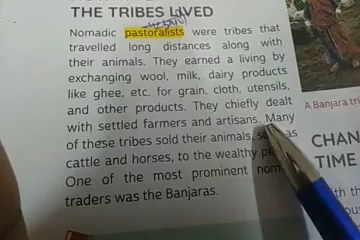 THE TRIBES LIVED
Nomadic pastoralists were tribes that
travelled long distances along with
their animals. They earned a living by
exchanging wool, milk, dairy products
like ghee, etc. for grain, cloth, utensils,
and other products. They chiefly dealt
with settled farmers and artisans. Many
of these tribes sold their animals,
cattle and horses, to the wealthy
One of the most prominent
traders was the Banjaras.
A Banjara
CHAN
TIME